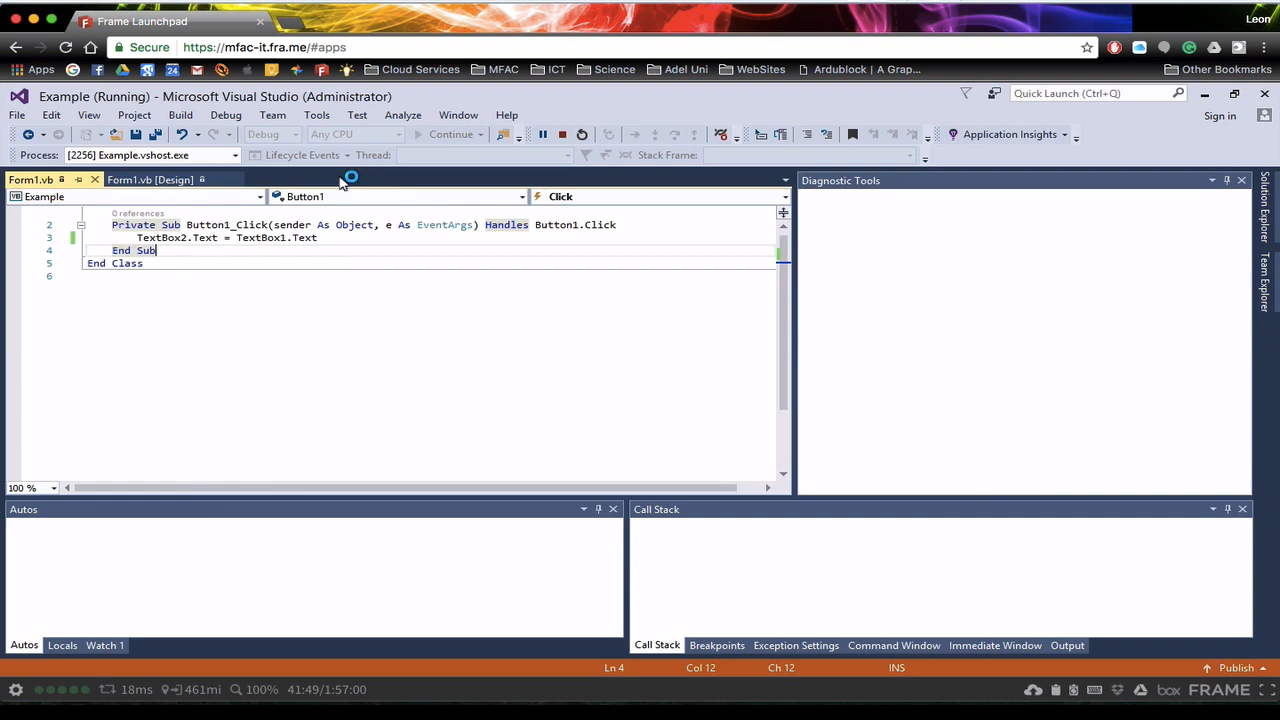 Frame Launchpad
Leon
Secure
https://mfac-it.fra.me/#apps
Apps
24
Cloud Services
MFAC
ICT
Science
Adel Uni
WebSites
Ardublock | A Grap...
Other Bookmarks
Example (Running) - Microsoft Visual Studio (Administrator)
Quick Launch (Ctrl+Q)
File Edit View Project Build Debug Team Tools Test Analyze Window Help
Sign in
Debug
Any CPU
Continue
Application Insights
Process:
[2256] Example.vshost.exe
Lifecycle Events
Thread:
Stack Frame:
Form1.vb
Form1.vb [Design]
Diagnostic Tools
Example
Button1
Click
0 references
2 Private Sub Button1_Click(sender As Object, e As EventArgs) Handles Button1.Click
3 TextBox2.Text = TextBox1.Text
4 End Sub
5 End Class
6
100 %
Solution Explorer
Team Explorer
Autos
Call Stack
Autos Locals Watch 1
Call Stack Breakpoints Exception Settings Command Window Immediate Window Output
Ln 4 Col 12 Ch 12 INS
Publish
18ms 461mi 100% 41:49/1:57:00
box FRAME